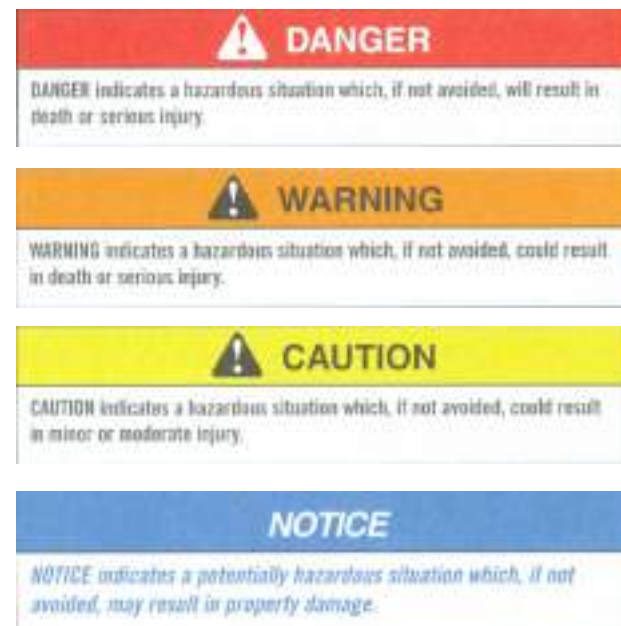 DANGER
DANGER indicates a hazardous situation which, if not avoided, will result in
death or serious injury.
WARNING
WARNING indicates a hazardous situation which, if not avoided, could result
in death or serious injury.
CAUTION
CAUTION indicates a hazardous situation which, if not avoided, could result
in minor or moderate injury.
NOTICE
NOTICE indicates a potentially hazardous situation which, if not
avoided, may result in property damage.